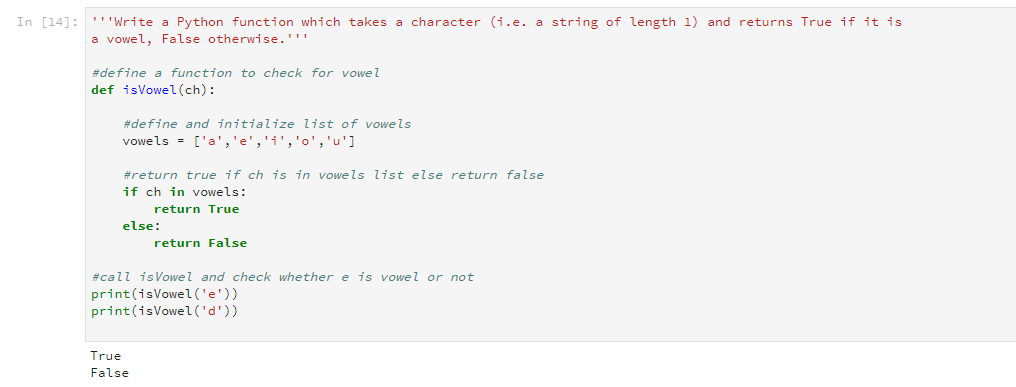 In [14]: '''Write a Python function which takes a character (i.e. a string of length 1) and returns True if it is
a vowel, False otherwise.'''
#define a function to check for vowel
def isVowel(ch):
#define and initialize list of vowels
vowels = ['a','e','i','o','u']
#return true if ch is in vowels list else return false
if ch in vowels:
return True
else:
return False
#call isVowel and check whether e is vowel or not
print(isVowel('e'))
print(isVowel('d'))
True
False